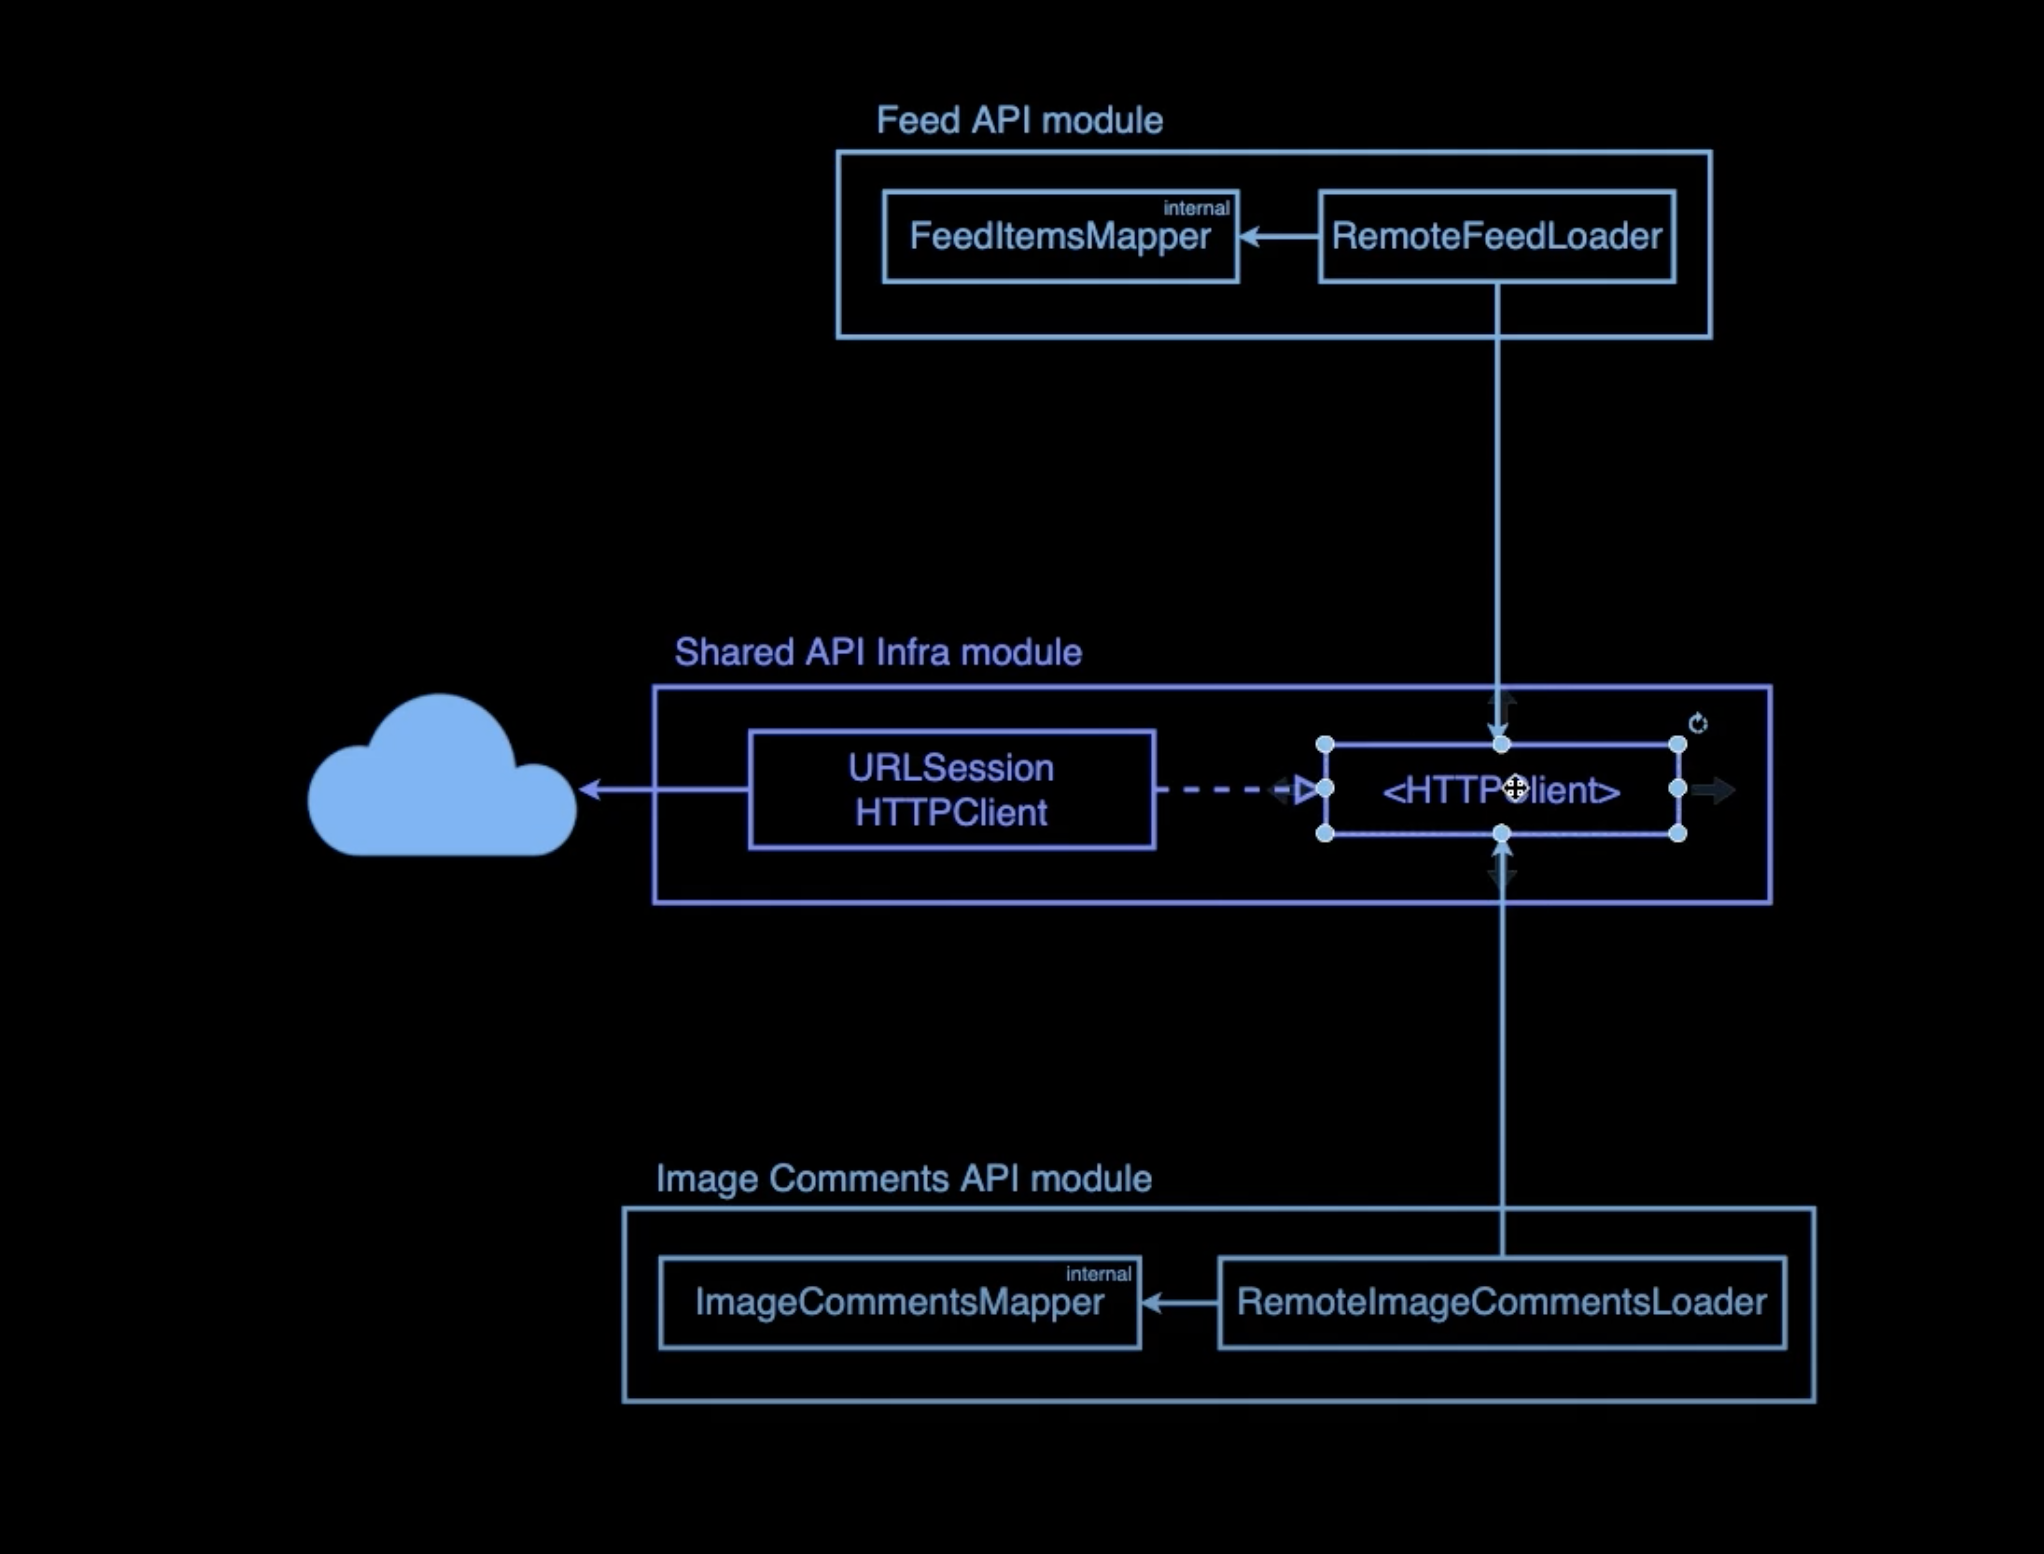 Feed API module
internal
FeedItemsMapper
RemoteFeedLoader
Shared API Infra module
URLSession
HTTPClient
<HTTPClient>
Image Comments API module
internal
ImageCommentsMapper
RemoteImageCommentsLoader